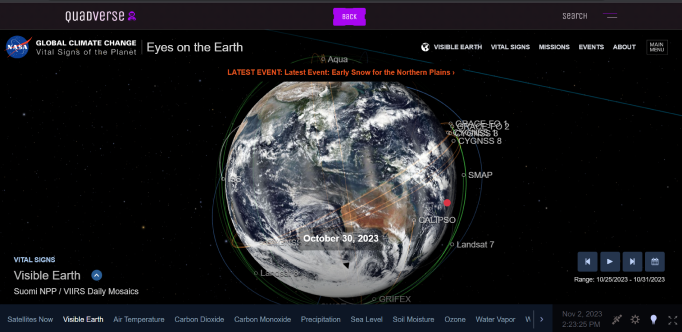 QUADVERSE
BACK
SEARCH
NASA
GLOBAL CLIMATE CHANGE
Vital Signs of the Planet
Eyes on the Earth
VISIBLE EARTH
VITAL SIGNS
MISSIONS
EVENTS
ABOUT
MAIN MENU
Aqua
LATEST EVENT: Latest Event: Early Snow for the Northern Plains ›
GRACE-FO 1
GRACE-FO 2
CYGNSS 8
SMAP
CALIPSO
October 30, 2023
Landsat 7
GRIFEX
VITAL SIGNS
Visible Earth
Suomi NPP / VIIRS Daily Mosaics
Range: 10/25/2023 - 10/31/2023
Satellites Now
Visible Earth
Air Temperature
Carbon Dioxide
Carbon Monoxide
Precipitation
Sea Level
Soil Moisture
Ozone
Water Vapor
Nov 2, 2023
2:23:25 PM